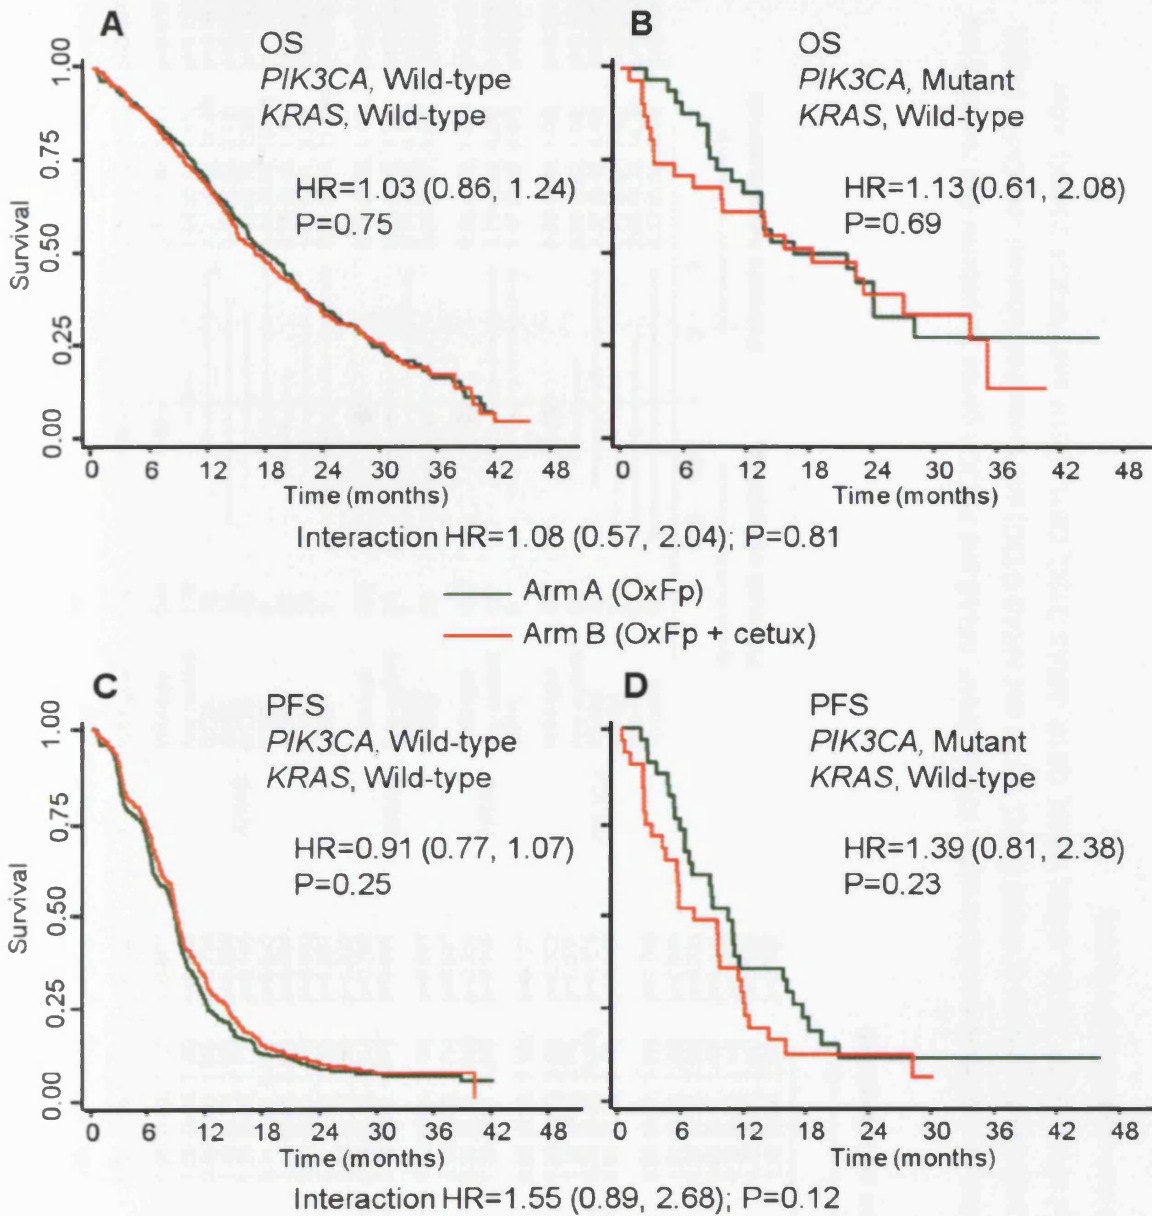 A
OS
PIK3CA, Wild-type
KRAS, Wild-type
HR=1.03 (0.86, 1.24)
P=0.75
Survival
1.00
0.75
0.50
0.25
0.00
0 6 12 18 24 30 36 42 48
Time (months)
B
OS
PIK3CA, Mutant
KRAS, Wild-type
HR=1.13 (0.61, 2.08)
P=0.69
0 6 12 18 24 30 36 42 48
Time (months)
Interaction HR=1.08 (0.57, 2.04); P=0.81
Arm A (OxFp)
Arm B (OxFp + cetux)
C
PFS
PIK3CA, Wild-type
KRAS, Wild-type
HR=0.91 (0.77, 1.07)
P=0.25
Survival
1.00
0.75
0.50
0.25
0.00
0 6 12 18 24 30 36 42 48
Time (months)
D
PFS
PIK3CA, Mutant
KRAS, Wild-type
HR=1.39 (0.81, 2.38)
P=0.23
0 6 12 18 24 30 36 42 48
Time (months)
Interaction HR=1.55 (0.89, 2.68); P=0.12